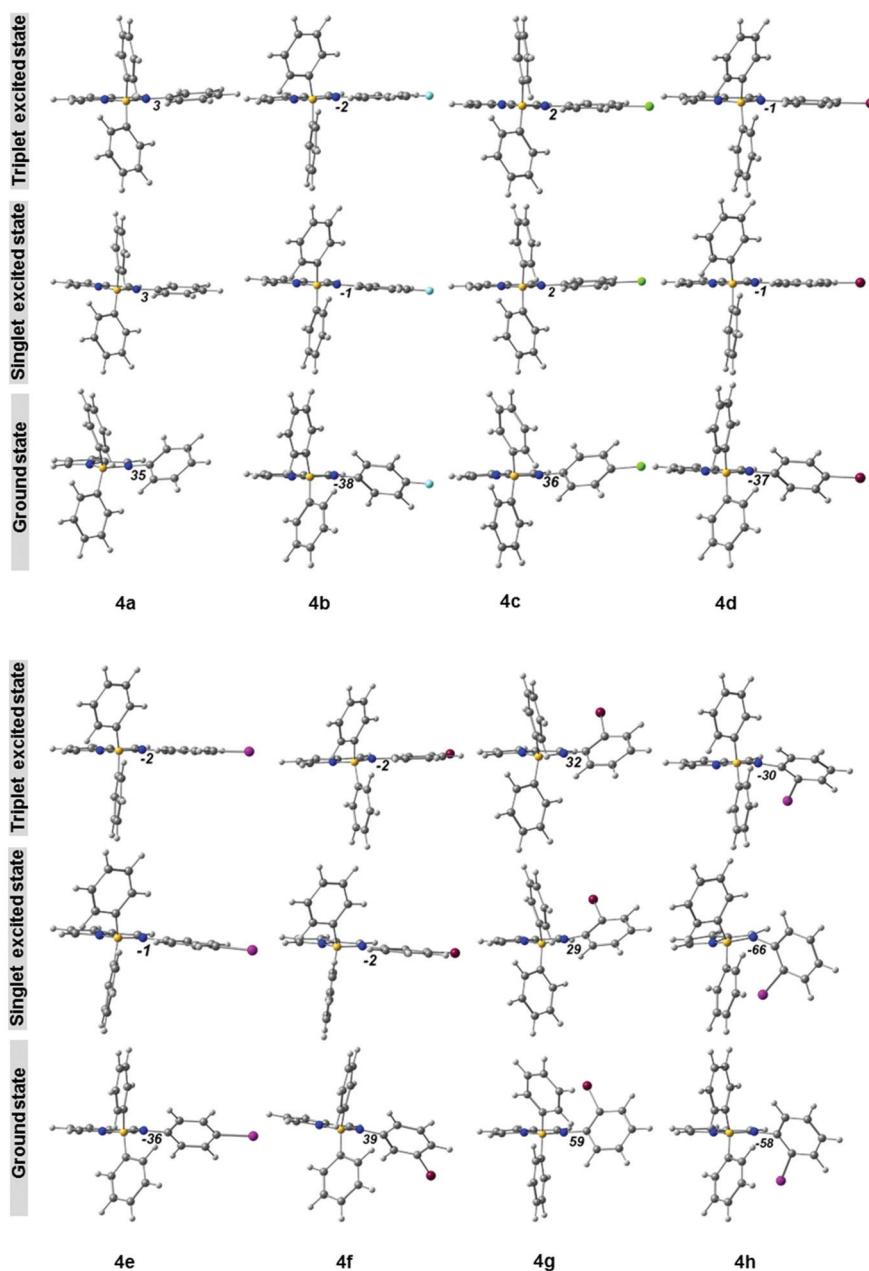 Triplet excited state
3
-2
2
-1
Singlet excited state
3
-1
2
-1
Ground state
35
-38
36
-37
4a
4b
4c
4d
Triplet excited state
-2
-2
32
-30
Singlet excited state
-1
-2
29
-66
Ground state
-36
39
59
-58
4e
4f
4g
4h